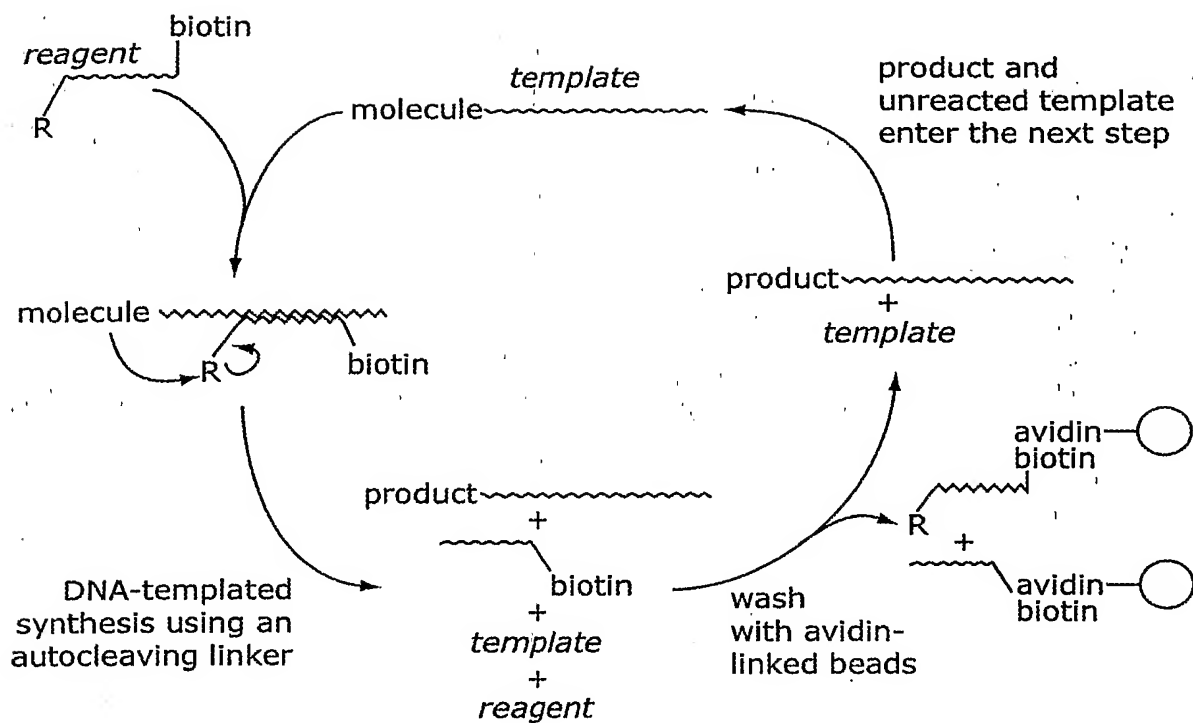 biotin
reagent
R
template
molecule
product and
unreacted template
enter the next step
molecule
R
biotin
product
+
template
avidin
biotin
R
+
avidin
biotin
product
+
biotin
+
template
+
reagent
DNA-templated
synthesis using an
autocleaving linker
wash
with avidin-
linked beads